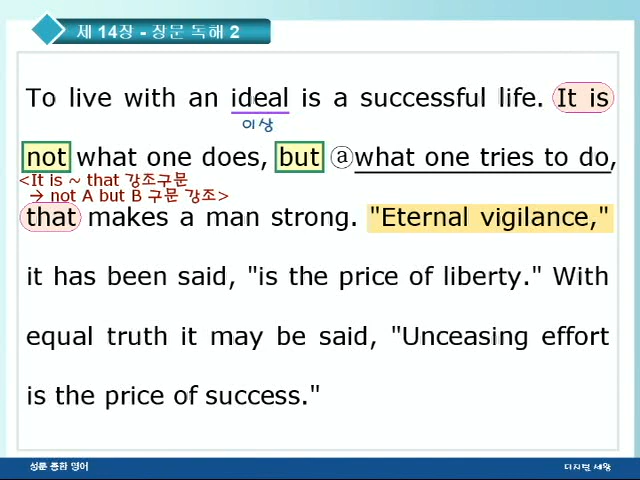 제 14장 - 장문 독해 2
To live with an ideal is a successful life. It is
이상
not what one does, but ⓐwhat one tries to do,
<It is ~ that 강조구문
→ not A but B 구문 강조>
that makes a man strong. "Eternal vigilance,"
it has been said, "is the price of liberty." With
equal truth it may be said, "Unceasing effort
is the price of success."
성문 종합 영어
디지털 세왕